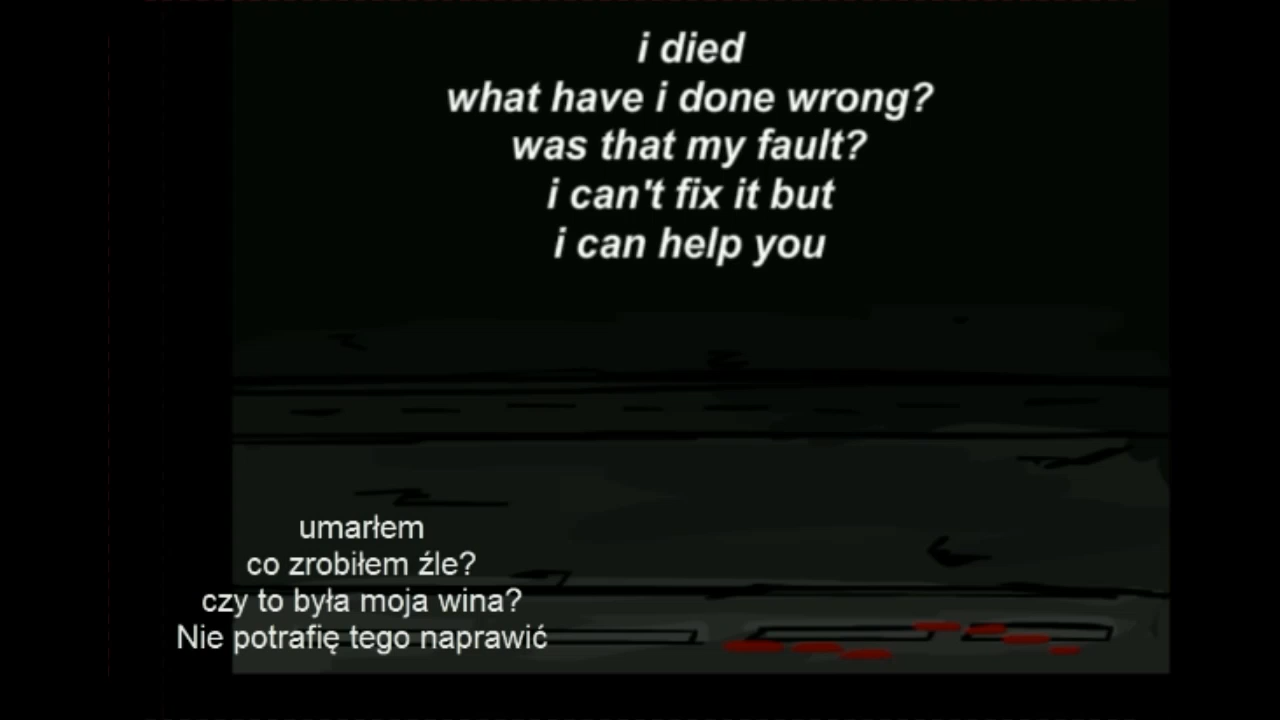 i died
what have i done wrong?
was that my fault?
i can't fix it but
i can help you
umarłem
co zrobiłem źle?
czy to była moja wina?
Nie potrafię tego naprawić